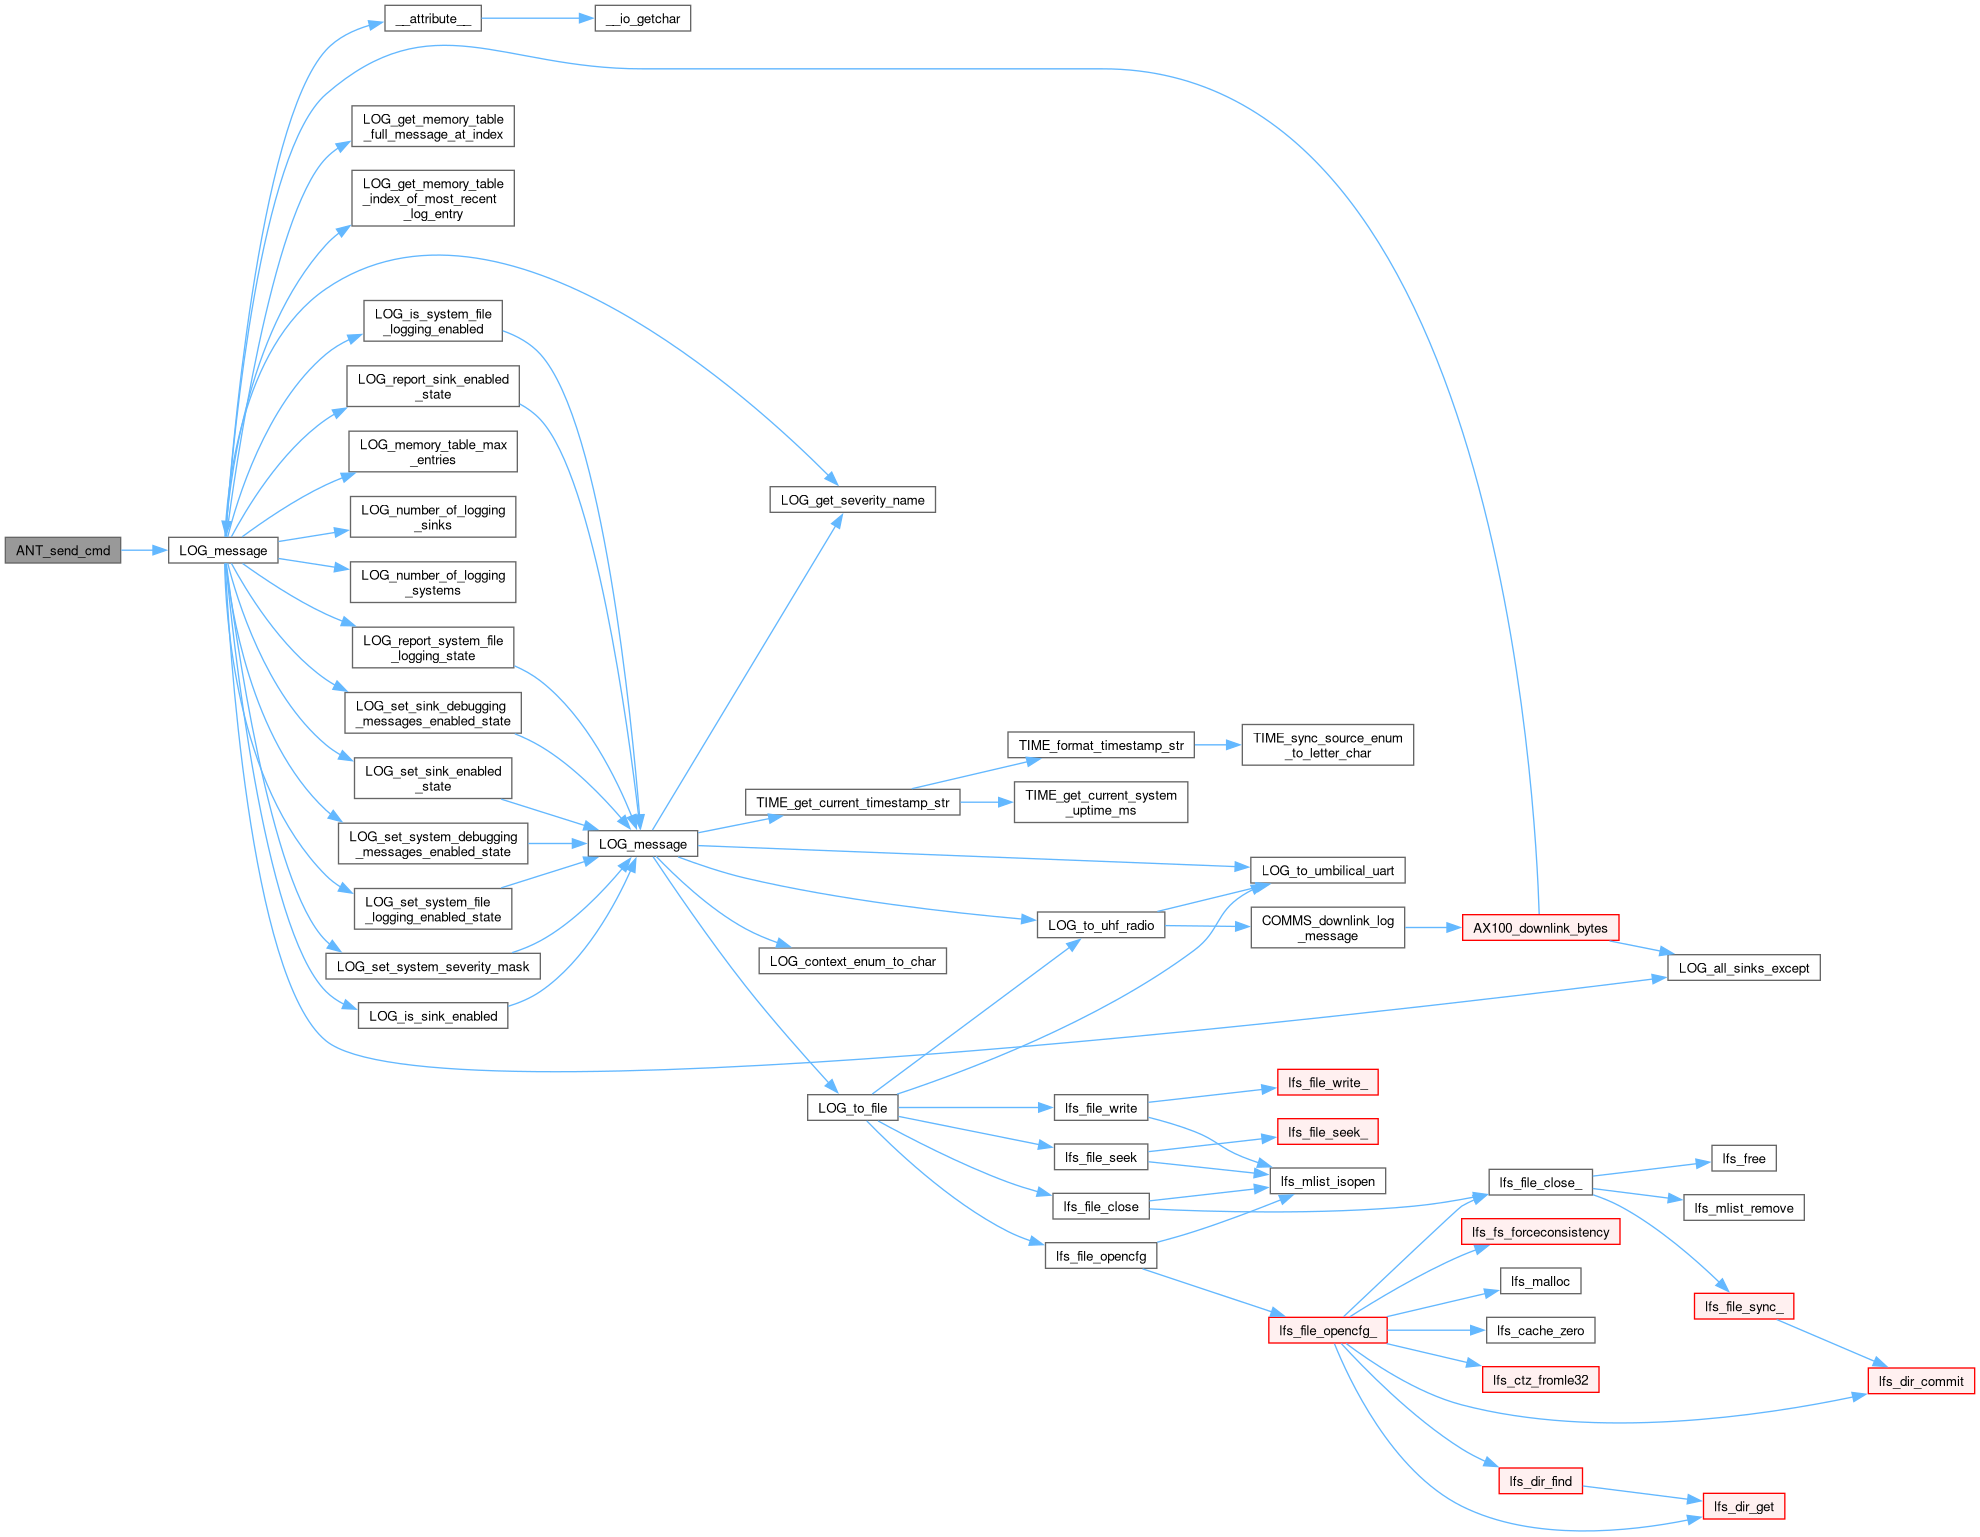 __attribute__
__io_getchar
LOG_get_memory_table
_full_message_at_index
LOG_get_memory_table
_index_of_most_recent
_log_entry
LOG_is_system_file
_logging_enabled
LOG_report_sink_enabled
_state
LOG_memory_table_max
_entries
LOG_get_severity_name
LOG_number_of_logging
_sinks
ANT_send_cmd
LOG_message
LOG_number_of_logging
_systems
LOG_report_system_file
_logging_state
LOG_set_sink_debugging
_messages_enabled_state
TIME_format_timestamp_str
TIME_sync_source_enum
_to_letter_char
LOG_set_sink_enabled
_state
TIME_get_current_timestamp_str
TIME_get_current_system
_uptime_ms
LOG_set_system_debugging
_messages_enabled_state
LOG_message
LOG_to_umbilical_uart
LOG_set_system_file
_logging_enabled_state
LOG_to_uhf_radio
COMMS_downlink_log
_message
AX100_downlink_bytes
LOG_set_system_severity_mask
LOG_context_enum_to_char
LOG_all_sinks_except
LOG_is_sink_enabled
lfs_file_write_
LOG_to_file
lfs_file_write
lfs_file_seek_
lfs_file_seek
lfs_free
lfs_mlist_isopen
lfs_file_close_
lfs_file_close
lfs_mlist_remove
lfs_fs_forceconsistency
lfs_file_opencfg
lfs_malloc
lfs_file_sync_
lfs_file_opencfg_
lfs_cache_zero
lfs_ctz_fromle32
lfs_dir_commit
lfs_dir_find
lfs_dir_get